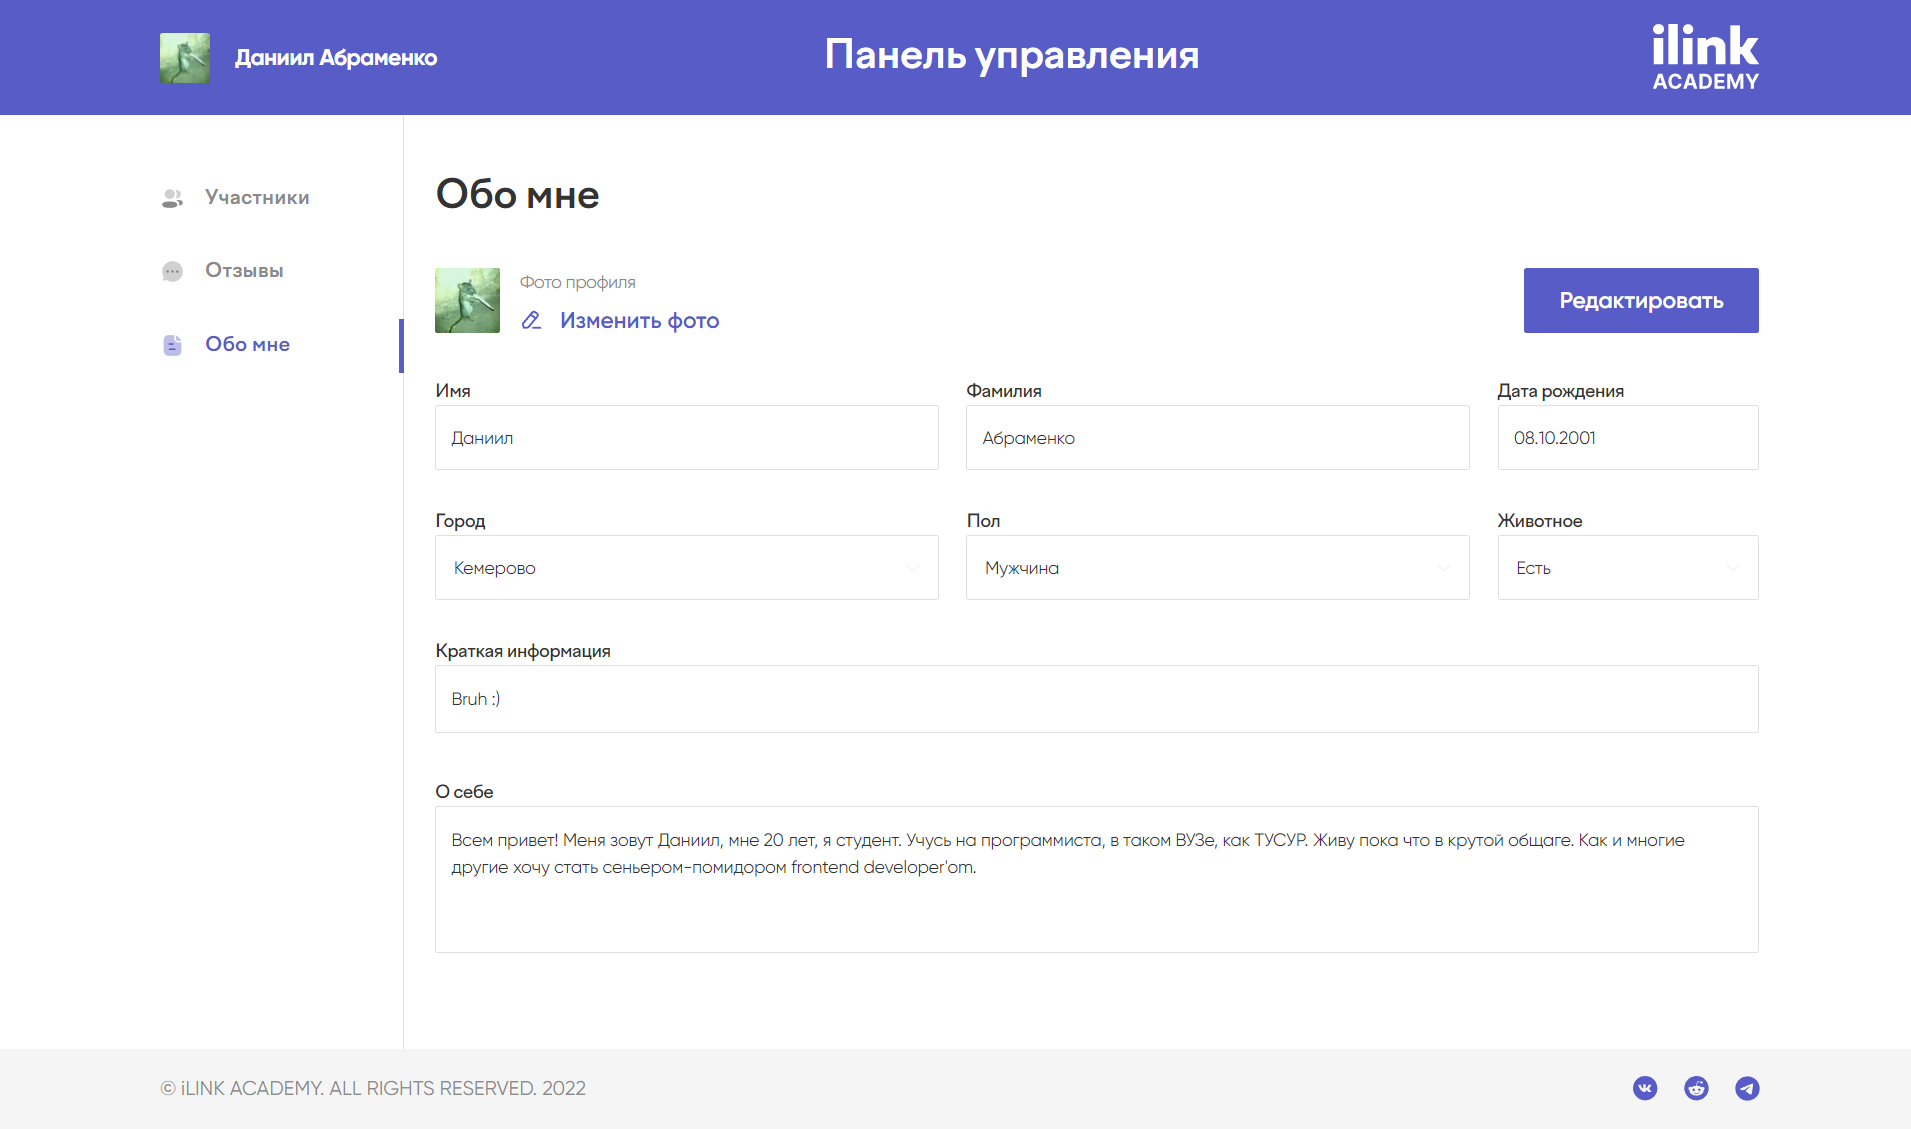 Даниил Абраменко
Панель управления
ilink
ACADEMY
Участники
Отзывы
Обо мне
Обо мне
Фото профиля
Изменить фото
Редактировать
Имя
Фамилия
Дата рождения
Даниил
Абраменко
08.10.2001
Город
Пол
Животное
Кемерово
Мужчина
Есть
Краткая информация
Bruh :)
О себе
Всем привет! Меня зовут Даниил, мне 20 лет, я студент. Учусь на программиста, в таком ВУЗе, как ТУСУР. Живу пока что в крутой общаге. Как и многие
другие хочу стать сеньером-помидором frontend developer'om.
© iLINK ACADEMY. ALL RIGHTS RESERVED. 2022